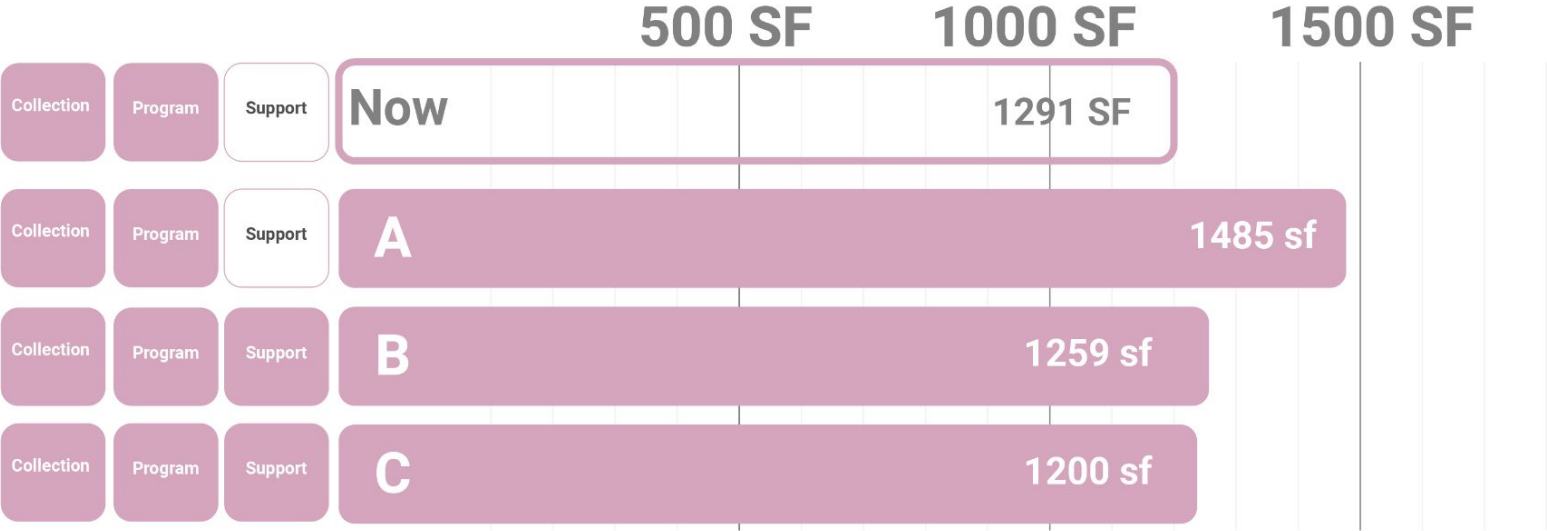 500 SF 1000 SF 1500 SF
Collection Program Support Now 1291 SF
Collection Program Support A 1485 sf
Collection Program Support B 1259 sf
Collection Program Support C 1200 sf